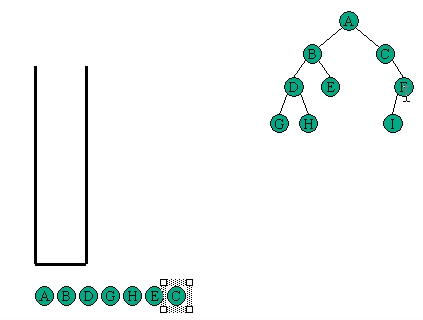 A
B C
D E F
G H I
A B D G H E C